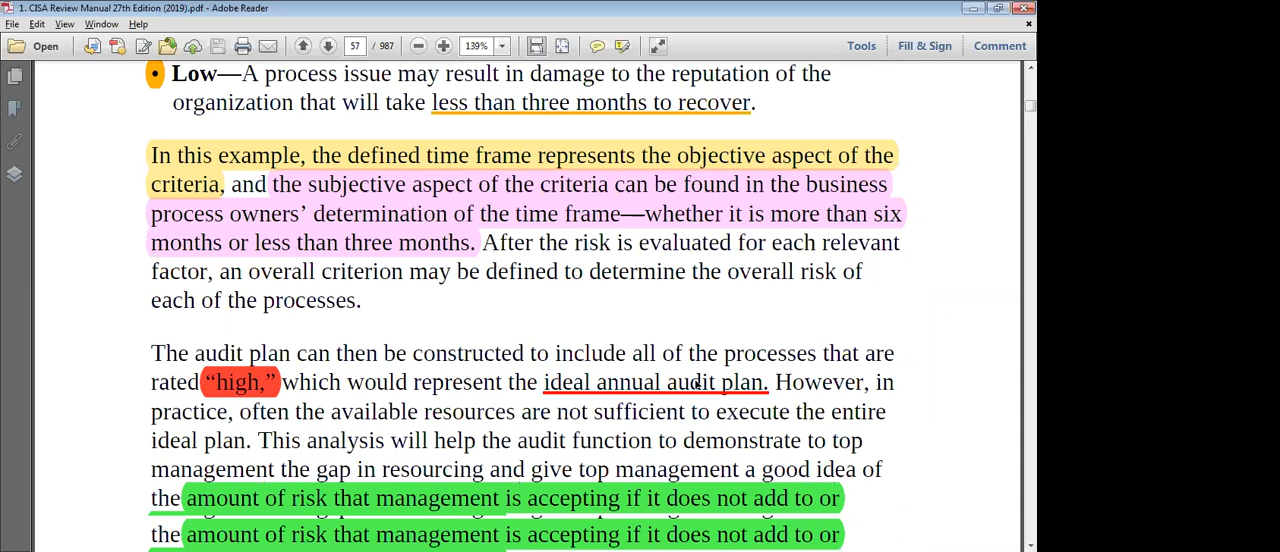 1. CISA Review Manual 27th Edition (2019).pdf - Adobe Reader
File Edit View Window Help
Open 57 / 987 139% Tools Fill & Sign Comment
• Low—A process issue may result in damage to the reputation of the
organization that will take less than three months to recover.
In this example, the defined time frame represents the objective aspect of the
criteria, and the subjective aspect of the criteria can be found in the business
process owners’ determination of the time frame—whether it is more than six
months or less than three months. After the risk is evaluated for each relevant
factor, an overall criterion may be defined to determine the overall risk of
each of the processes.
The audit plan can then be constructed to include all of the processes that are
rated “high,” which would represent the ideal annual audit plan. However, in
practice, often the available resources are not sufficient to execute the entire
ideal plan. This analysis will help the audit function to demonstrate to top
management the gap in resourcing and give top management a good idea of
the amount of risk that management is accepting if it does not add to or
the amount of risk that management is accepting if it does not add to or